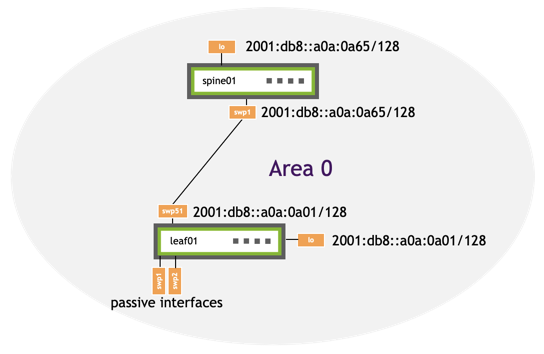 lo 2001:db8::a0a:0a65/128
spine01
swp1 2001:db8::a0a:0a65/128
Area 0
swp51 2001:db8::a0a:0a01/128
leaf01 lo 2001:db8::a0a:0a01/128
swp1 swp2
passive interfaces